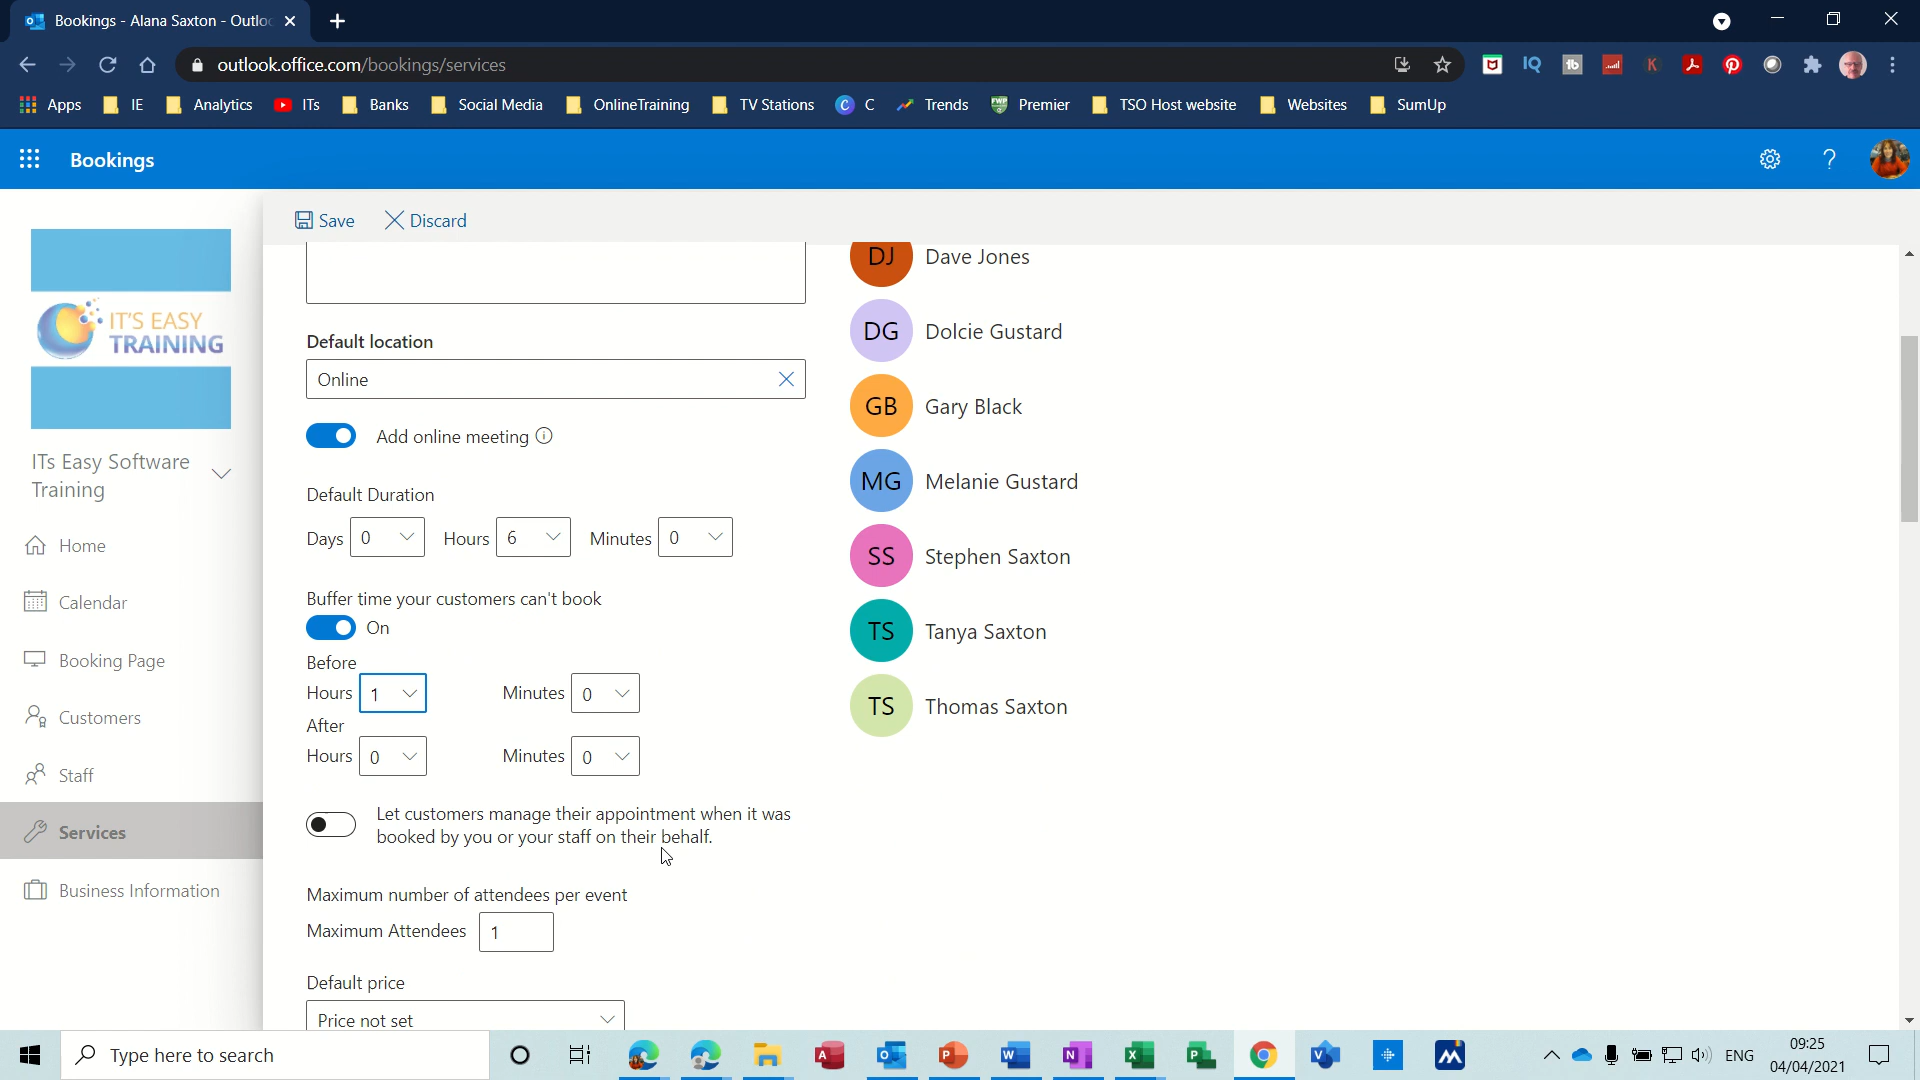 Bookings - Alana Saxton - Outlo
outlook.office.com/bookings/services
Apps IE Analytics ITs Banks Social Media OnlineTraining TV Stations C C Trends Premier TSO Host website Websites SumUp
Bookings
Save Discard
IT'S EASY
TRAINING
ITs Easy Software
Training
Home
Calendar
Booking Page
Customers
Staff
Services
Business Information
Default location
Online
Add online meeting
Default Duration
Days 0 Hours 6 Minutes 0
Buffer time your customers can't book
On
Before
Hours 1 Minutes 0
After
Hours 0 Minutes 0
Let customers manage their appointment when it was
booked by you or your staff on their behalf.
Maximum number of attendees per event
Maximum Attendees 1
Default price
Price not set
DJ Dave Jones
DG Dolcie Gustard
GB Gary Black
MG Melanie Gustard
SS Stephen Saxton
TS Tanya Saxton
TS Thomas Saxton
Type here to search
ENG
09:25
04/04/2021